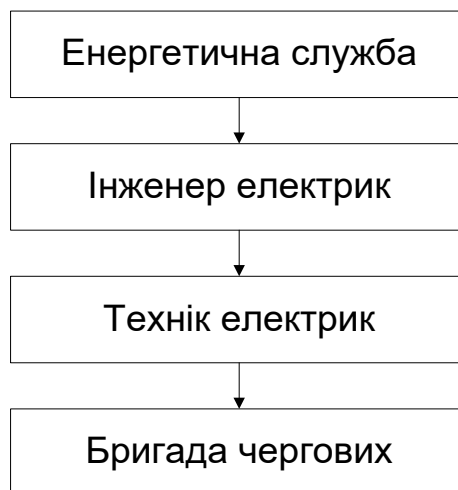 Енергетична служба
Інженер електрик
Технік електрик
Бригада чергових